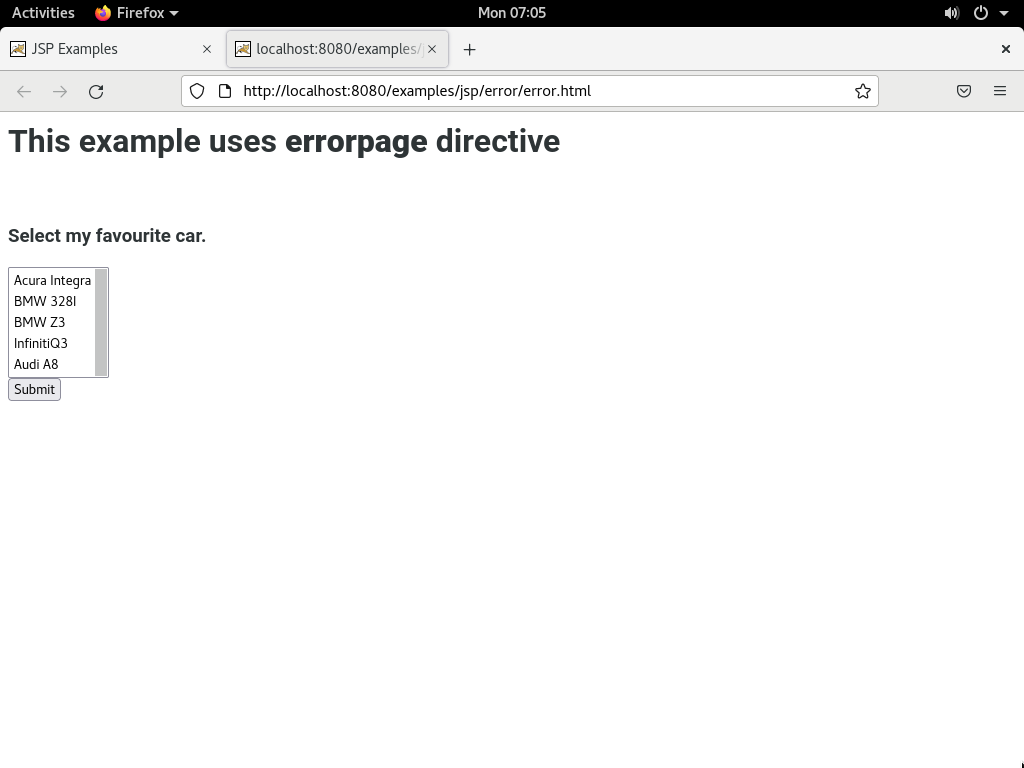 Activities Firefox Mon 07:05
JSP Examples localhost:8080/examples/
http://localhost:8080/examples/jsp/error/error.html
This example uses errorpage directive
Select my favourite car.
Acura Integra
BMW 328I
BMW Z3
InfinitiQ3
Audi A8
Submit